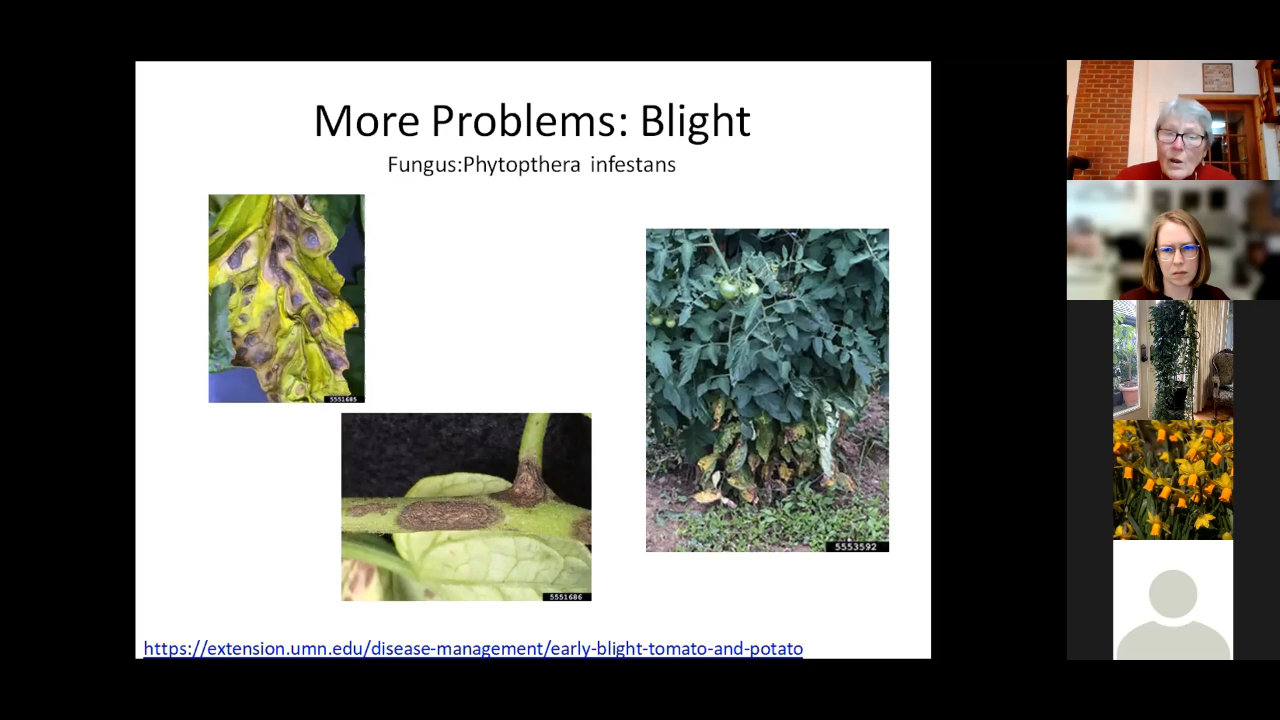 More Problems: Blight
Fungus:Phytopthera infestans
5551685
5551686
5553592
https://extension.umn.edu/disease-management/early-blight-tomato-and-potato